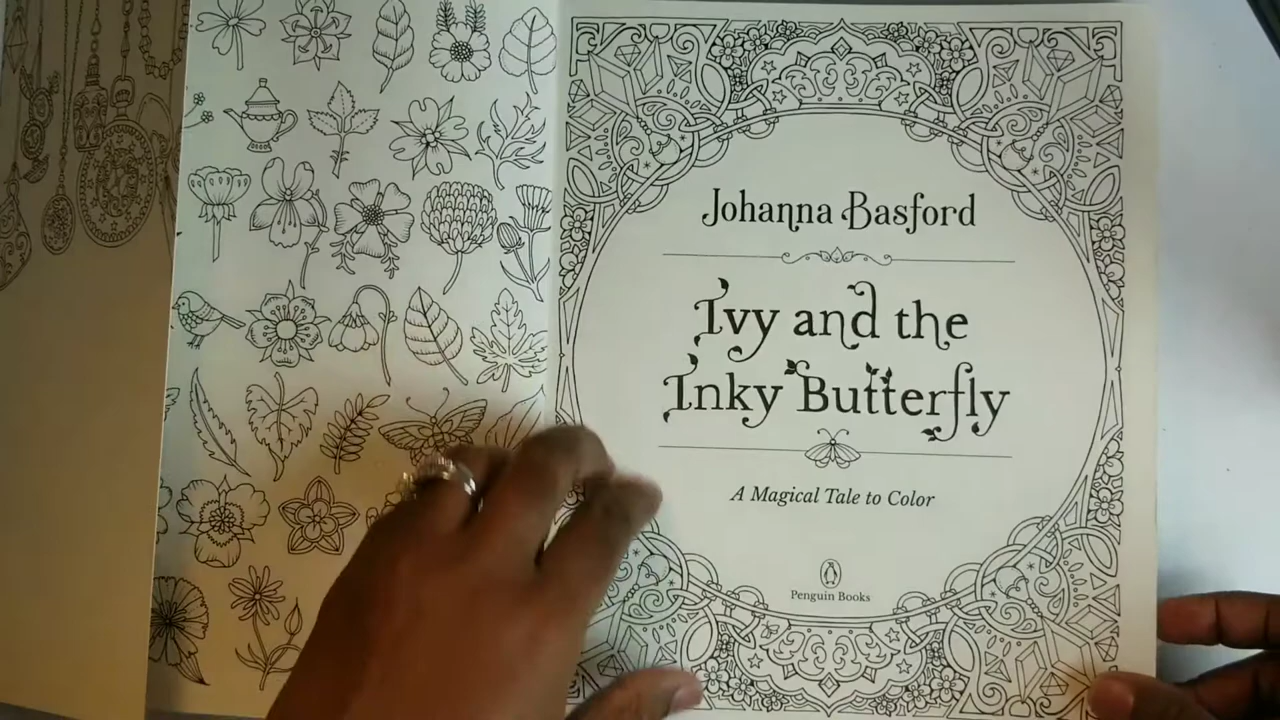 Johanna Basford
Ivy and the
Inky Butterfly
A Magical Tale to Color
Penguin Books